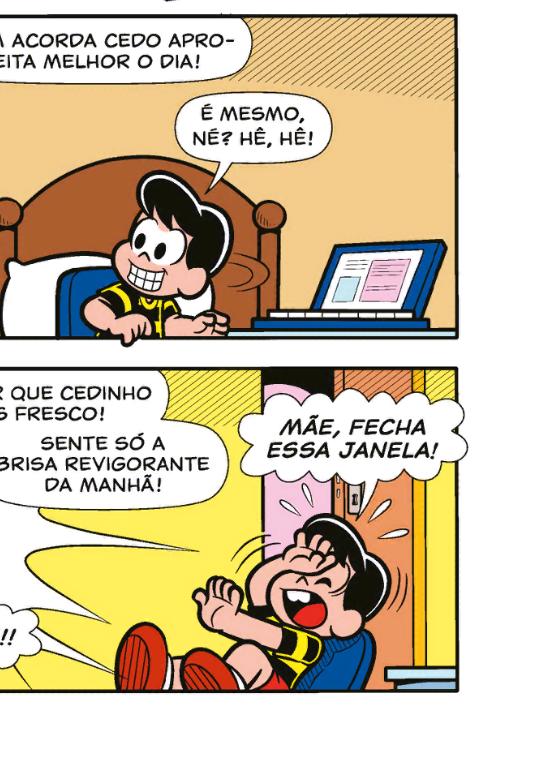 ACORDA CEDO APRO-
EITA MELHOR O DIA!
É MESMO,
NÉ? HÊ, HÊ!
QUE CEDINHO
FRESCO!
SENTE SÓ A
BRISA REVIGORANTE
DA MANHÃ!
MÃE, FECHA
ESSA JANELA!
!!